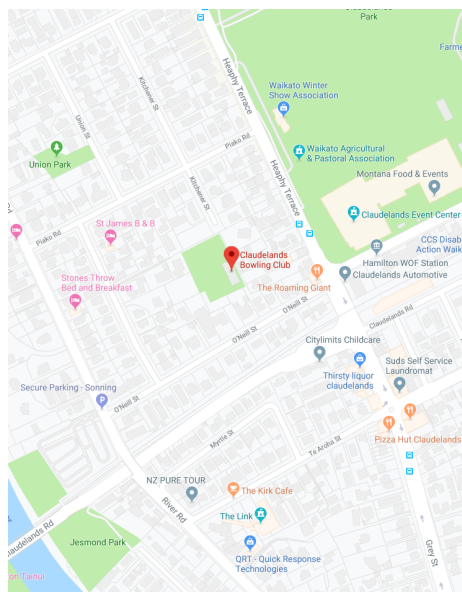 Park
Farme
Heaphy Terrace
Waikato Winter
Show Association
Kitchener St
Union St
Piako Rd
Waikato Agricultural
& Pastoral Association
Union Park
Heaphy Terrace
Montana Food & Events
Kitchener St
Claudelands Event Center
St James B & B
Piako Rd
CCS Disab
Action Waik
Claudelands
Bowling Club
Hamilton WOF Station
Claudelands Automotive
Stones Throw
Bed and Breakfast
The Roaming Giant
O'Neill St
Claudelands Rd
Citylimits Childcare
Suds Self Service
Laundromat
Thirsty liquor
claudelands
Secure Parking - Sonning
P
O'Neill St
Myrtle St
Te Aroha St
Pizza Hut Claudelands
NZ PURE TOUR
The Kirk Cafe
River Rd
The Link
Claudelands Rd
Jesmond Park
Grey St
QRT - Quick Response
Technologies
on Tainui